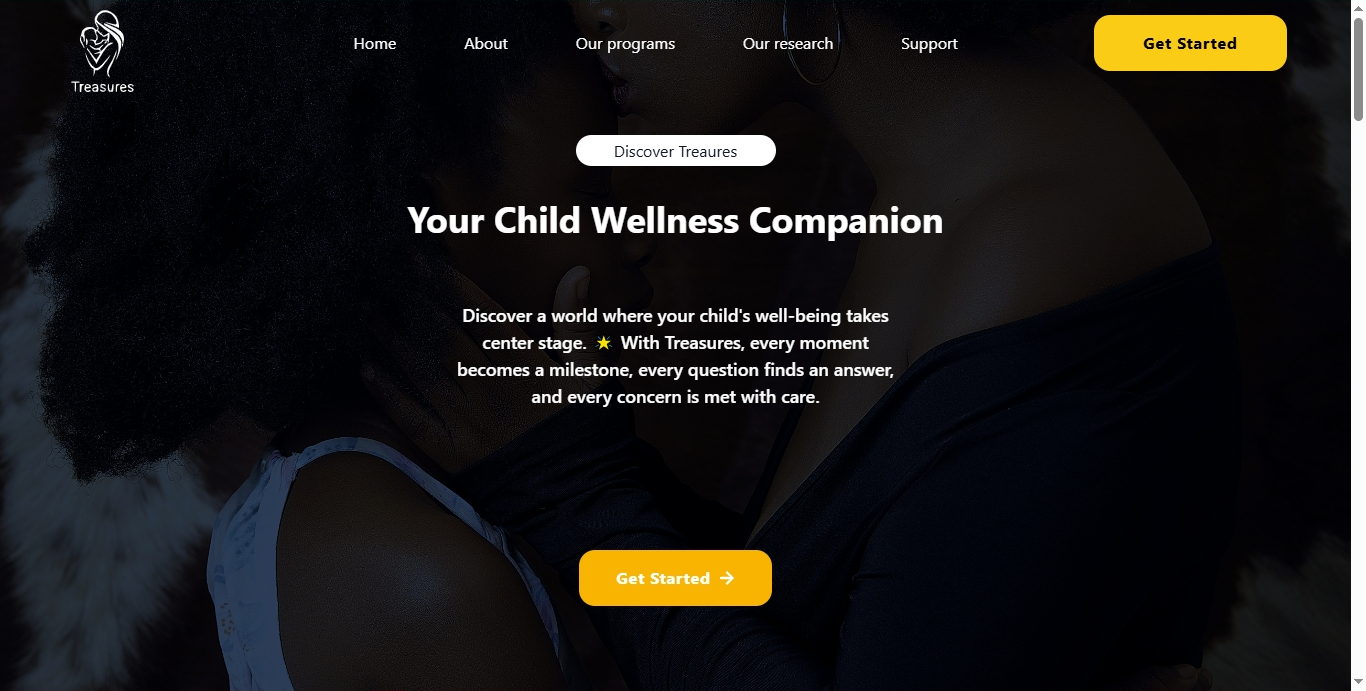 Treasures
Home
About
Our programs
Our research
Support
Get Started
Discover Treaures
Your Child Wellness Companion
Discover a world where your child's well-being takes
center stage. ⭐ With Treasures, every moment
becomes a milestone, every question finds an answer,
and every concern is met with care.
Get Started →